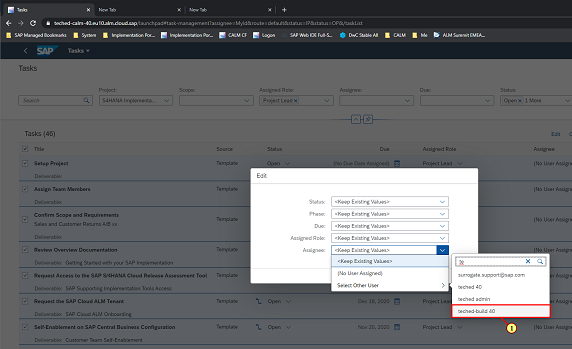 Tasks
New Tab
New Tab
teched-calm-40.eu10.alm.cloud.sap/launchpad#task-management?assignee=MyId&route=default&status=IP&status=OP&/taskList
SAP Managed Bookmarks
System
Implementation Por...
Implementation Por...
CALM CF
Logon
SAP Web IDE Full-S...
DwC Stable All
CALM
ALM Summit EMEA...
SAP
Tasks
Tasks
Search
Project:
S4HANA Implementa...
Scope:
Assigned Role:
Project Lead
Assignee:
Due:
Status:
Open
1 More
Tasks (46)
Edit
Title
Source
Status
Due
Assigned Role
Assignee:
Setup Project
Template
Open
(No Due Date Assigned)
Project Lead
(No User Assigned)
Deliverable:
Assign Team Members
Template
Deliverable:
Confirm Scope and Requirements
Sales and Customer Returns A/B vx
Template
Deliverable:
Review Overview Documentation
Template
Deliverable: Getting Started with your SAP Implementation
Request Access to the SAP S/4HANA Cloud Release Assessment Tool
Template
Deliverable: SAP Supporting Implementation Tools Access
Request the SAP Cloud ALM Tenant
Template
Open
Dec 18, 2020
Project Lead
Deliverable: SAP Cloud ALM Onboarding
Self-Enablement on SAP Central Business Configuration
Template
Open
Nov 20, 2020
Project Lead
(No User Assigned)
Deliverable: Customer Team Self-Enablement
Edit
Status:
<Keep Existing Values>
Phase:
<Keep Existing Values>
Due:
<Keep Existing Values>
Assigned Role:
<Keep Existing Values>
Assignee:
<Keep Existing Values>
<Keep Existing Values>
(No User Assigned)
Select Other User
surrogate.support@sap.com
teched 40
teched admin
teched-build 40
1